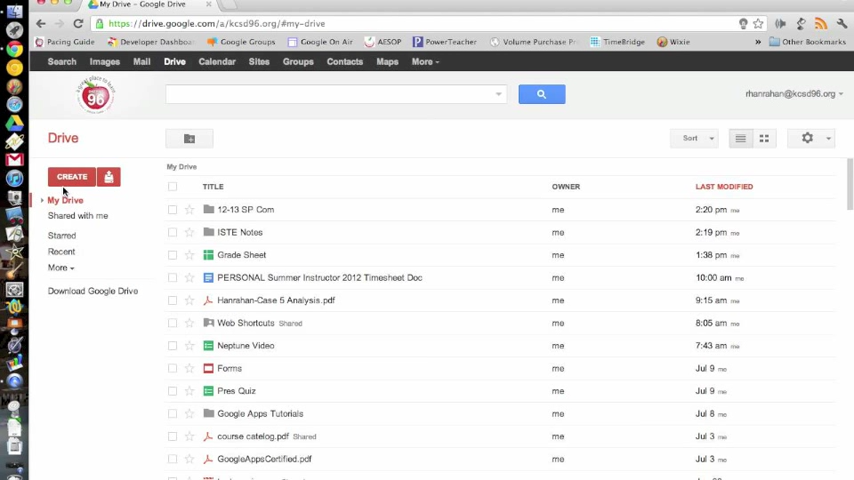 My Drive – Google Drive
https://drive.google.com/a/kcsd96.org/#my-drive
Pacing Guide Developer Dashboa Google Groups Google On Air AESOP PowerTeacher Volume Purchase Pro TimeBridge Wixie » Other Bookmarks
Search Images Mail Drive Calendar Sites Groups Contacts Maps More
96
rhanrahan@kcsd96.org
Drive
Sort
My Drive
CREATE
TITLE OWNER LAST MODIFIED
My Drive
Shared with me
Starred
Recent
More
Download Google Drive
12-13 SP Com me 2:20 pm me
ISTE Notes me 2:19 pm me
Grade Sheet me 1:38 pm me
PERSONAL Summer Instructor 2012 Timesheet Doc me 10:00 am me
Hanrahan-Case 5 Analysis.pdf me 9:15 am me
Web Shortcuts Shared me 8:05 am me
Neptune Video me 7:43 am me
Forms me Jul 9 me
Pres Quiz me Jul 9 me
Google Apps Tutorials me Jul 8 me
course catelog.pdf Shared me Jul 3 me
GoogleAppsCertified.pdf me Jul 3 me